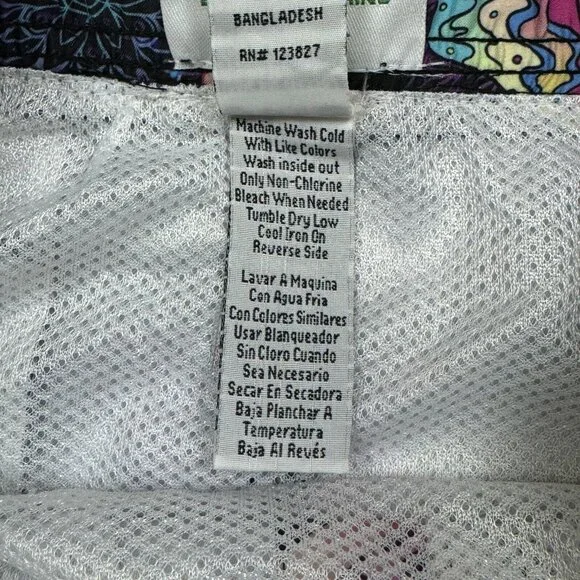 BANGLADESH
RN# 123827
Machine Wash Cold
With Like Colors
Wash inside out
Only Non-Chlorine
Bleach When Needed
Tumble Dry Low
Cool Iron On
Reverse Side
Lavar A Maquina
Con Agua Fria
Con Colores Similares
Usar Blanqueador
Sin Cloro Cuando
Sea Necesario
Secar En Secadora
Baja Planchar A
Temperatura
Baja Al Revés